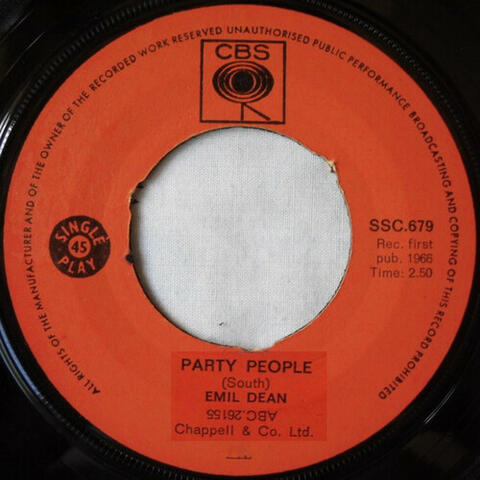 ALL RIGHTS OF THE MANUFACTURER AND OF THE OWNER OF THE RECORDED WORK RESERVED UNAUTHORISED PUBLIC PERFORMANCE BROADCASTING AND COPYING OF THIS RECORD PROHIBITED
CBS
SINGLE
45
PLAY
SSC.679
Rec. first
pub. 1966
Time: 2.50
PARTY PEOPLE
(South)
EMIL DEAN
ABC.26155
Chappell & Co. Ltd.